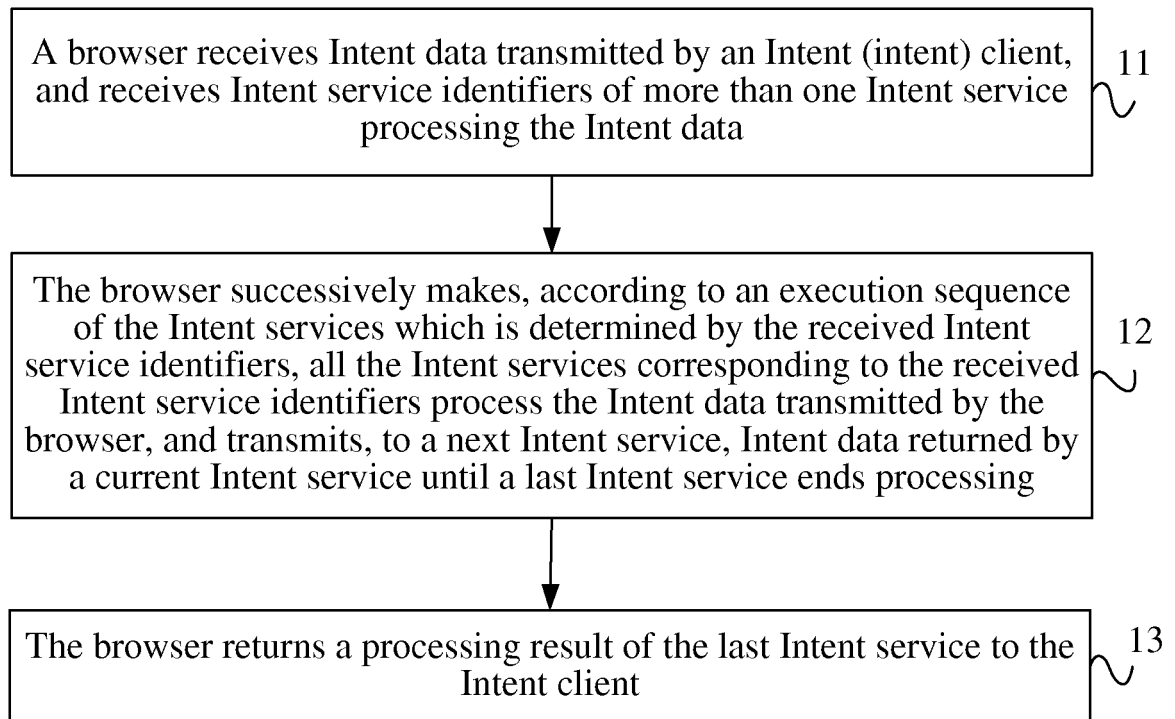 A browser receives Intent data transmitted by an Intent (intent) client,
and receives Intent service identifiers of more than one Intent service
processing the Intent data
11
The browser successively makes, according to an execution sequence
of the Intent services which is determined by the received Intent
service identifiers, all the Intent services corresponding to the received
Intent service identifiers process the Intent data transmitted by the
browser, and transmits, to a next Intent service, Intent data returned by
a current Intent service until a last Intent service ends processing
12
The browser returns a processing result of the last Intent service to the
Intent client
13